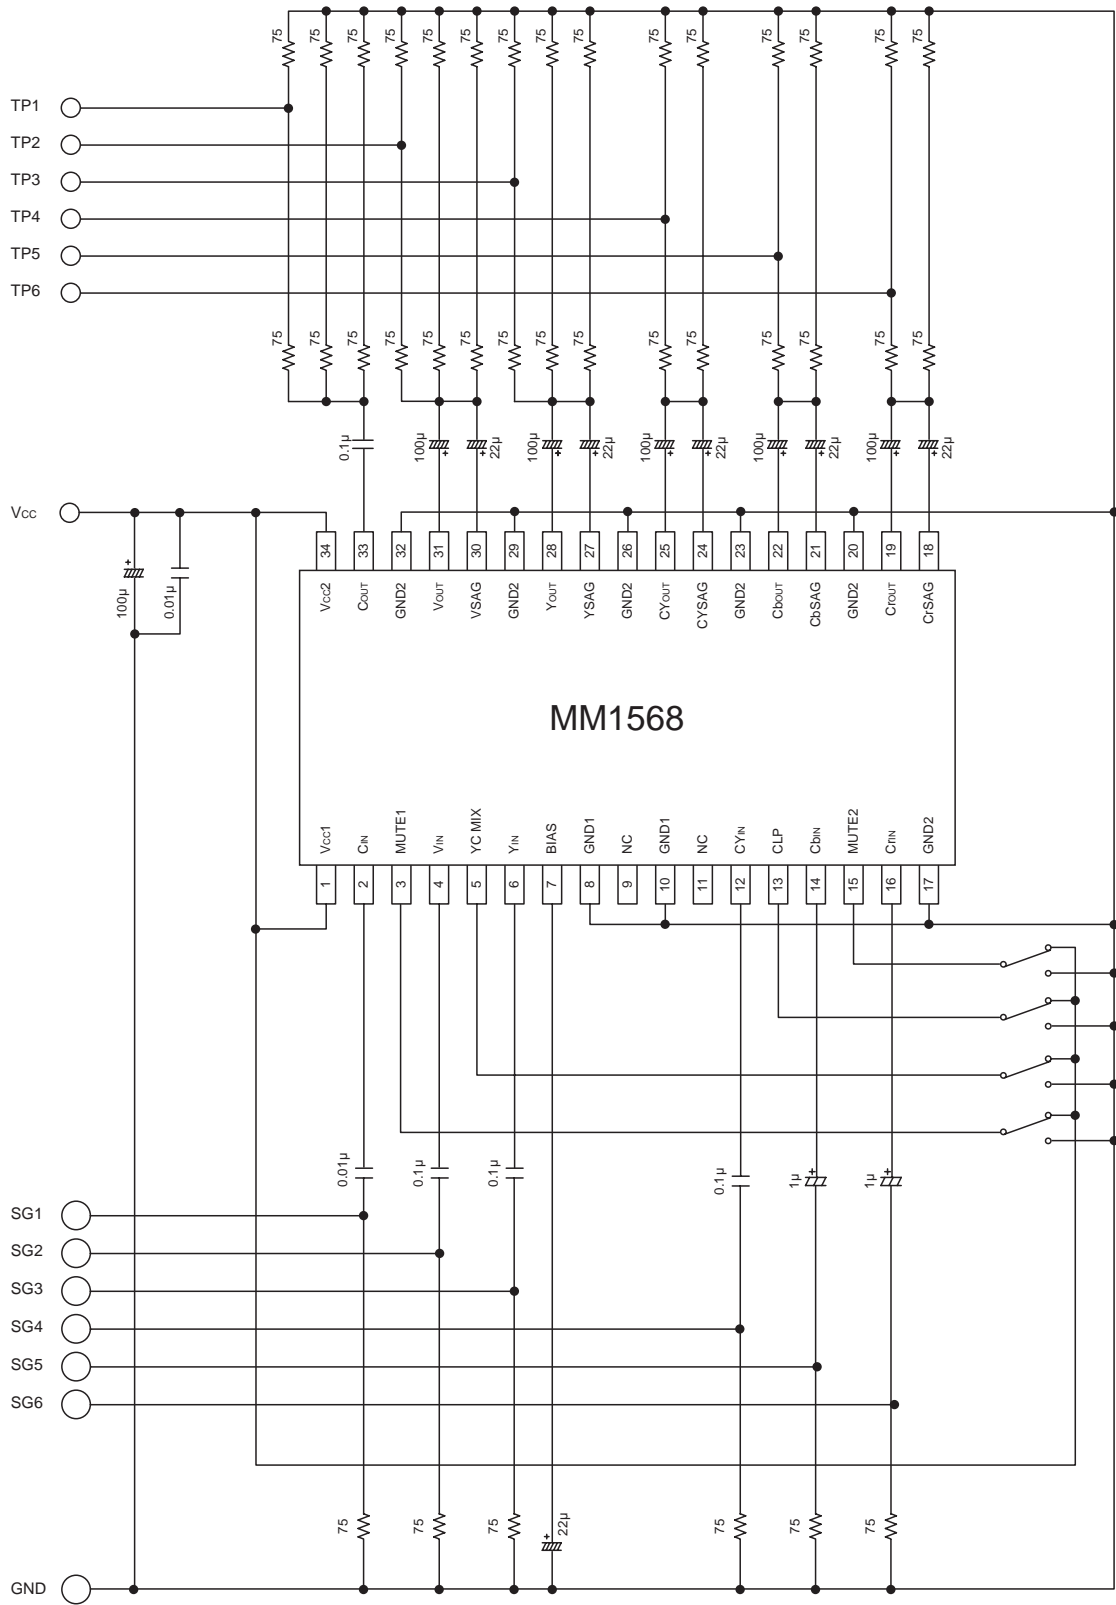 75 75 75 75 75 75 75 75 75 75 75 75 75 75 75
TP1
TP2
TP3
TP4
TP5
TP6
75 75 75 75 75 75 75 75 75 75 75 75 75 75 75
0.1µ 100µ + + 22µ 100µ + + 22µ 100µ + + 22µ 100µ + + 22µ 100µ + + 22µ
Vcc
34 33 32 31 30 29 28 27 26 25 24 23 22 21 20 19 18
+ 100µ 0.01µ
Vcc2 COUT GND2 VOUT VSAG GND2 YOUT YSAG GND2 CYOUT CYSAG GND2 CbOUT CbSAG GND2 CrOUT CrSAG
MM1568
Vcc1 CIN MUTE1 VIN YC MIX YIN BIAS GND1 NC GND1 NC CYIN CLP CbIN MUTE2 CrIN GND2
1 2 3 4 5 6 7 8 9 10 11 12 13 14 15 16 17
0.01µ 0.1µ 0.1µ 0.1µ 1µ + 1µ +
SG1
SG2
SG3
SG4
SG5
SG6
75 75 75 + 22µ 75 75 75
GND